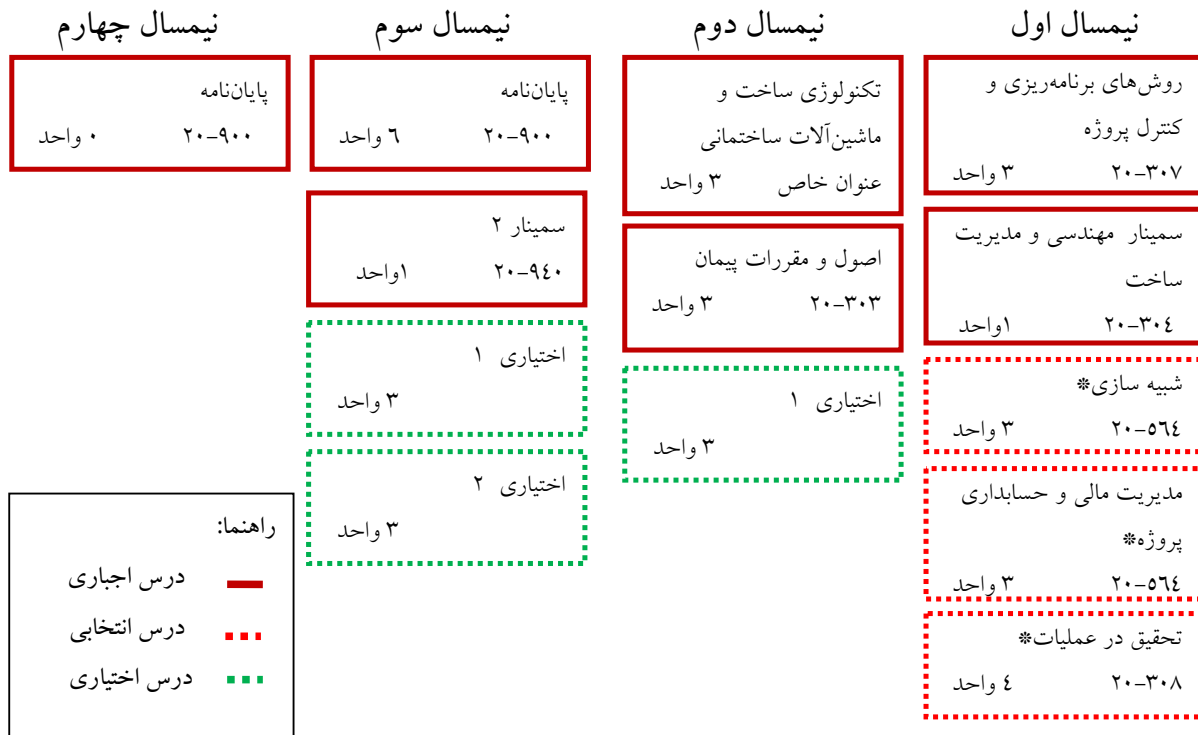 نیمسال اول
روش‌های برنامه‌ریزی و
کنترل پروژه
۲۰-۳۰۷ ۳ واحد
سمینار مهندسی و مدیریت
ساخت
۲۰-۳۰٤ ۱واحد
شبیه سازی*
۲۰-٥٦٤ ۳ واحد
مدیریت مالی و حسابداری
پروژه*
۲۰-٥٦٤ ۳ واحد
تحقیق در عملیات*
۲۰-۳۰۸ ٤ واحد
نیمسال دوم
تکنولوژی ساخت و
ماشین‌آلات ساختمانی
عنوان خاص ۳ واحد
اصول و مقررات پیمان
۲۰-۳۰۳ ۳ واحد
اختیاری ۱
۳ واحد
نیمسال سوم
پایان‌نامه
۲۰-۹۰۰ ٦ واحد
سمینار ۲
۲۰-۹٤۰ ۱واحد
اختیاری ۱
۳ واحد
اختیاری ۲
۳ واحد
نیمسال چهارم
پایان‌نامه
۲۰-۹۰۰ ۰ واحد
راهنما:
درس اجباری
درس انتخابی
درس اختیاری